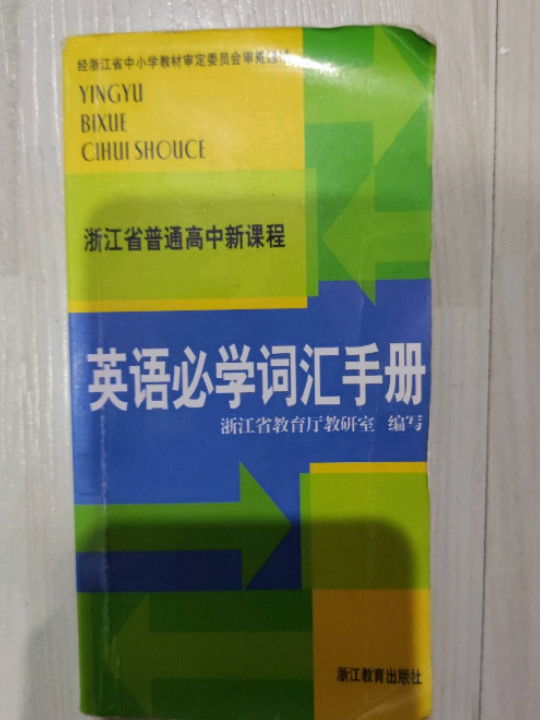 经浙江省中小学教材审定委员会审定通过
YINGYU
BIXUE
CIHUI SHOUCE
浙江省普通高中新课程
英语必学词汇手册
浙江省教育厅教研室 编写
浙江教育出版社